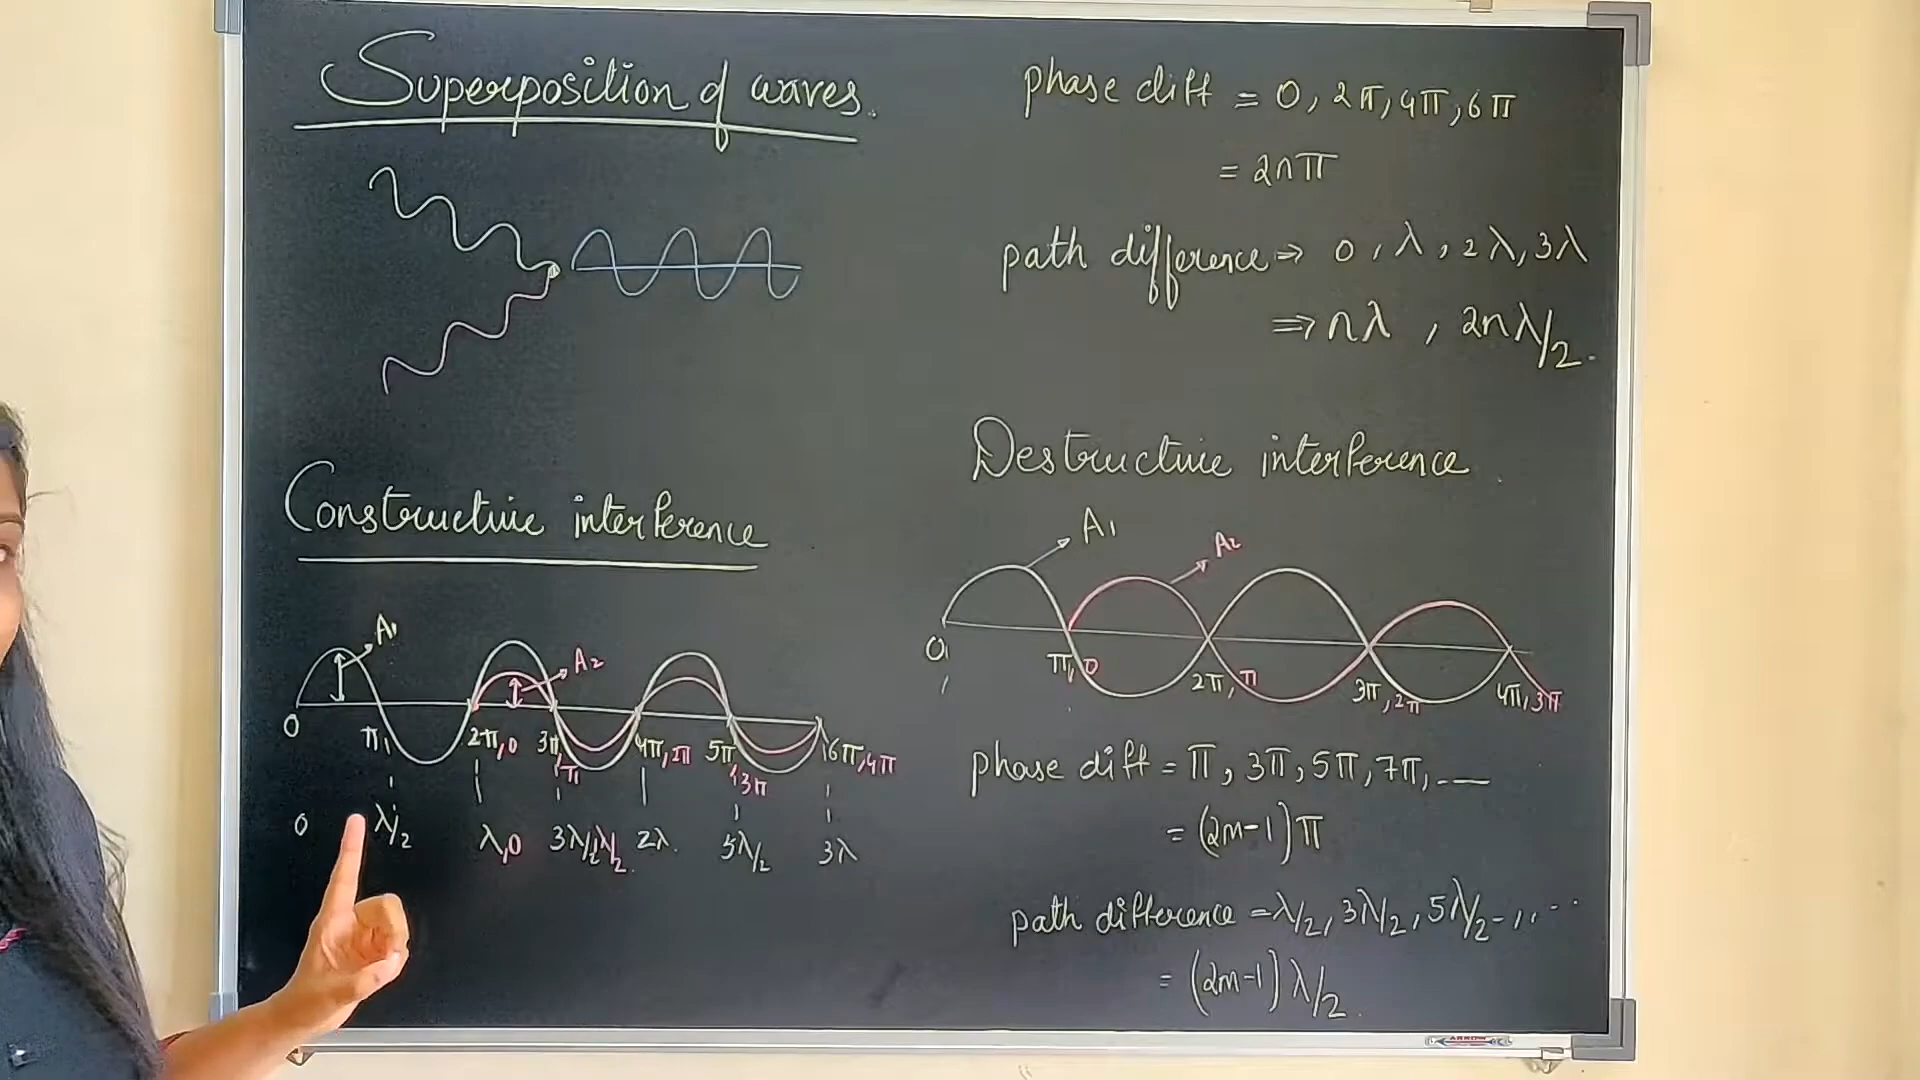 Superposition of waves.
Constructive interference
A1
A2
0 π 2π,0 3π,π 4π,2π 5π,3π 6π,4π
0 λ/2 λ,0 3λ/2,λ/2. 2λ. 5λ/2 3λ
phase diff = 0, 2π, 4π, 6π
= 2nπ
path difference ⇒ 0, λ, 2λ, 3λ
⇒ nλ , 2nλ/2.
Destructive interference
A1
A2
0 π,0 2π,π 3π,2π 4π,3π
phase diff = π, 3π, 5π, 7π, ---
= (2n-1)π
path difference = λ/2, 3λ/2, 5λ/2 -, ...
= (2n-1)λ/2.
ARROW